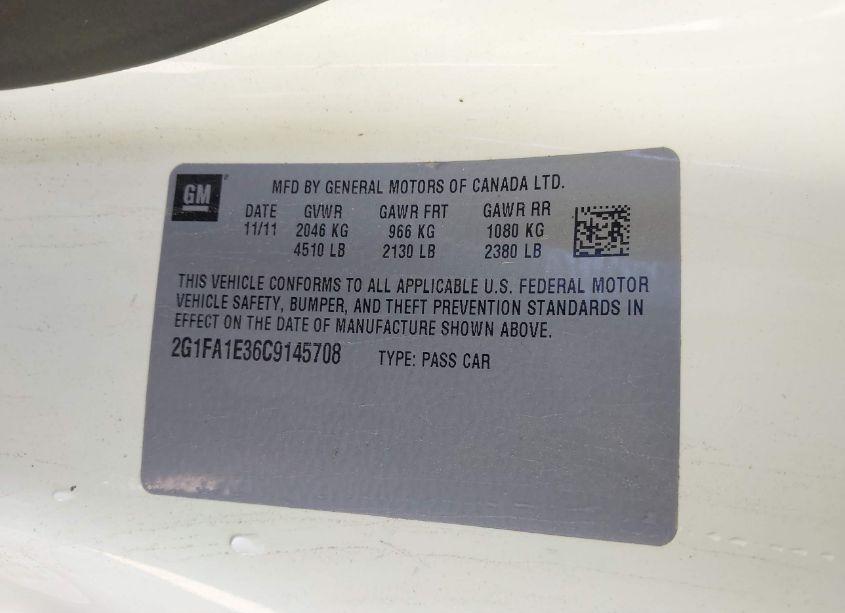 GM
MFD BY GENERAL MOTORS OF CANADA LTD.
DATE GVWR GAWR FRT GAWR RR
11/11 2046 KG 966 KG 1080 KG
4510 LB 2130 LB 2380 LB
THIS VEHICLE CONFORMS TO ALL APPLICABLE U.S. FEDERAL MOTOR
VEHICLE SAFETY, BUMPER, AND THEFT PREVENTION STANDARDS IN
EFFECT ON THE DATE OF MANUFACTURE SHOWN ABOVE.
2G1FA1E36C9145708 TYPE: PASS CAR